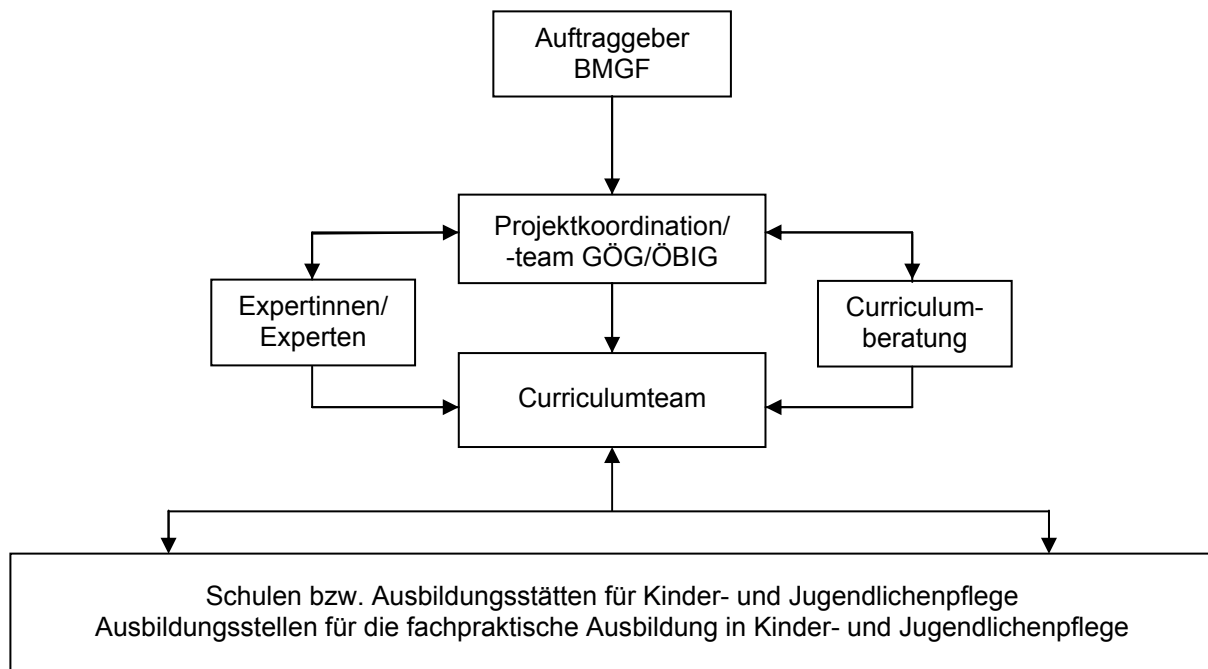 Auftraggeber
BMGF
Projektkoordination/
-team GÖG/ÖBIG
Expertinnen/
Experten
Curriculum-
beratung
Curriculumteam
Schulen bzw. Ausbildungsstätten für Kinder- und Jugendlichenpflege
Ausbildungsstellen für die fachpraktische Ausbildung in Kinder- und Jugendlichenpflege